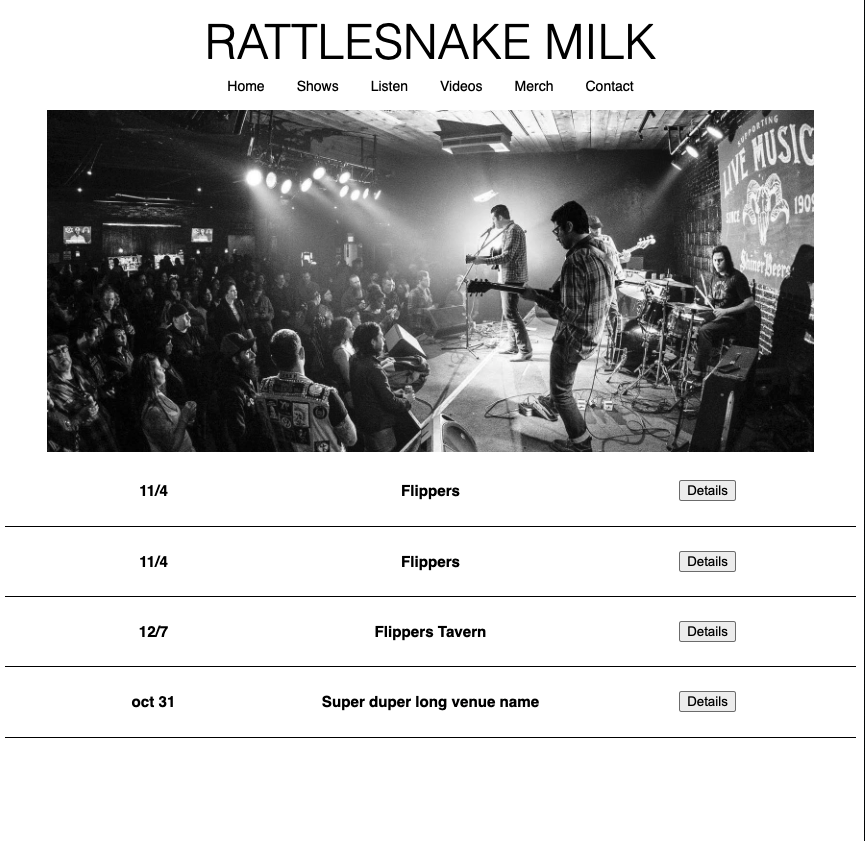 RATTLESNAKE MILK
Home Shows Listen Videos Merch Contact
SUPPORTING
LIVE MUSIC
SINCE 1909
Shiner Beers
11/4 Flippers Details
11/4 Flippers Details
12/7 Flippers Tavern Details
oct 31 Super duper long venue name Details